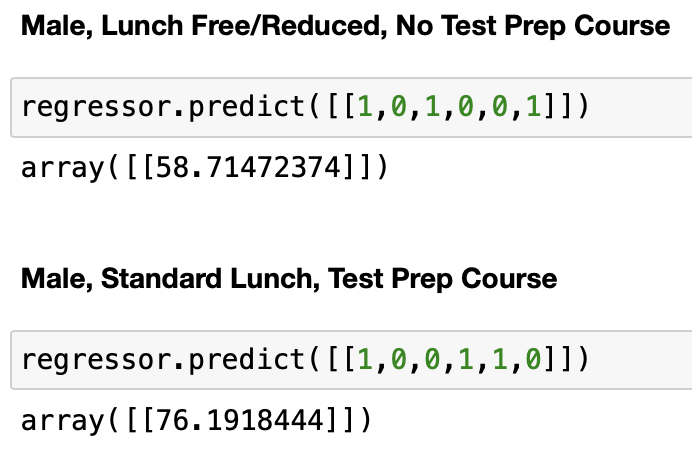 Male, Lunch Free/Reduced, No Test Prep Course
regressor.predict([[1,0,1,0,0,1]])
array([[58.71472374]])
Male, Standard Lunch, Test Prep Course
regressor.predict([[1,0,0,1,1,0]])
array([[76.1918444]])